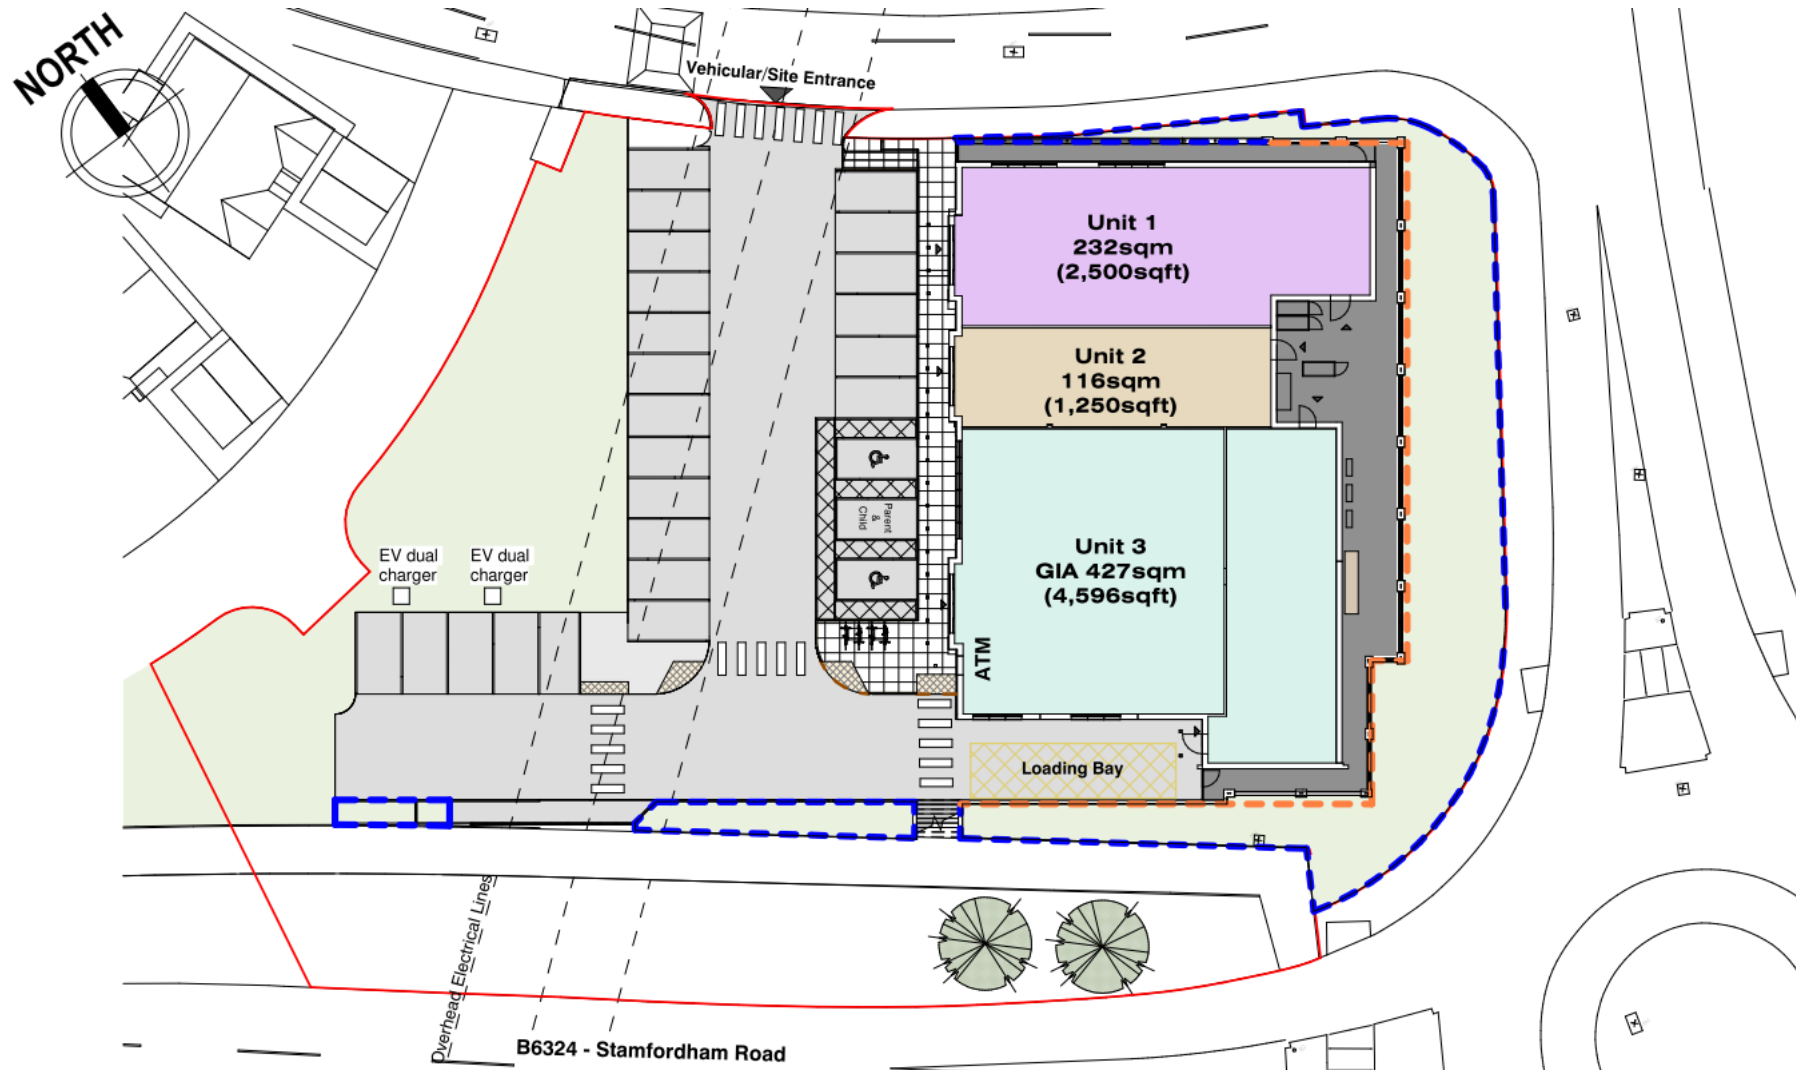 NORTH
Vehicular/Site Entrance
Unit 1
232sqm
(2,500sqft)
Unit 2
116sqm
(1,250sqft)
Parent
&
Child
Unit 3
GIA 427sqm
(4,596sqft)
EV dual
charger
EV dual
charger
ATM
Loading Bay
Overhead Electrical Lines
B6324 - Stamfordham Road